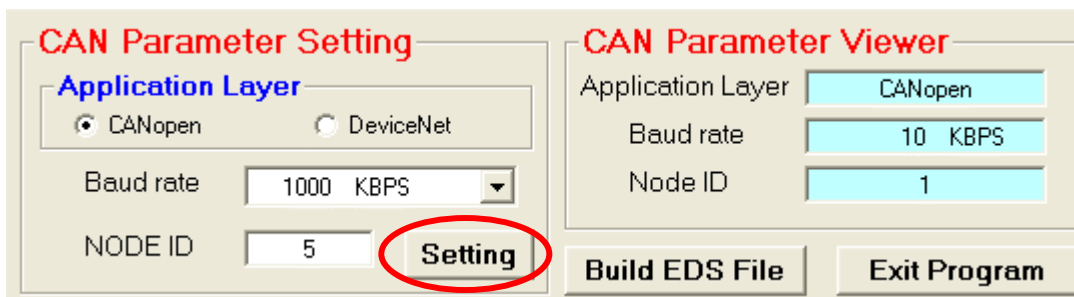 CAN Parameter Setting
Application Layer
CANopen DeviceNet
Baud rate 1000 KBPS
NODE ID 5 Setting
CAN Parameter Viewer
Application Layer CANopen
Baud rate 10 KBPS
Node ID 1
Build EDS File Exit Program